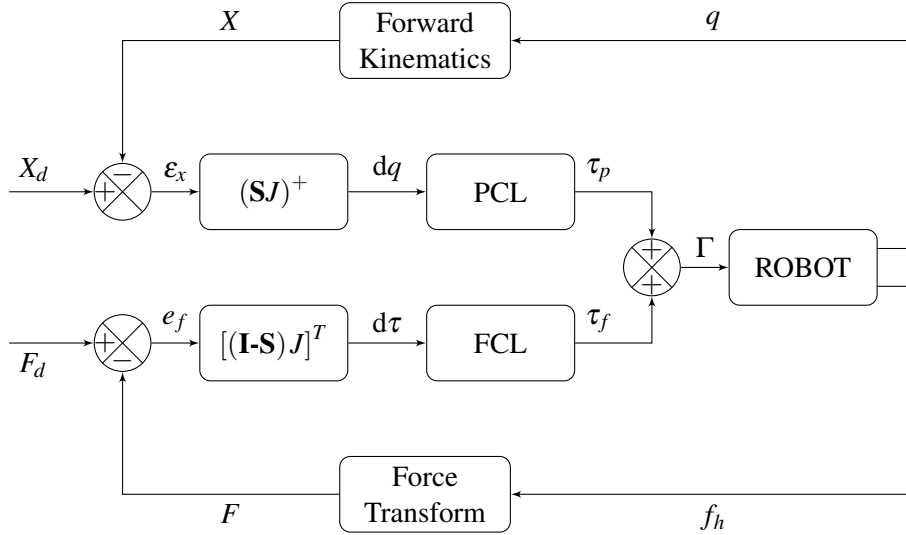 X
Forward
Kinematics
q
X_d
−
+
ε_x
(SJ)^+
dq
PCL
τ_p
+
+
Γ
ROBOT
F_d
+
−
e_f
[(I-S) J]^T
dτ
FCL
τ_f
F
Force
Transform
f_h